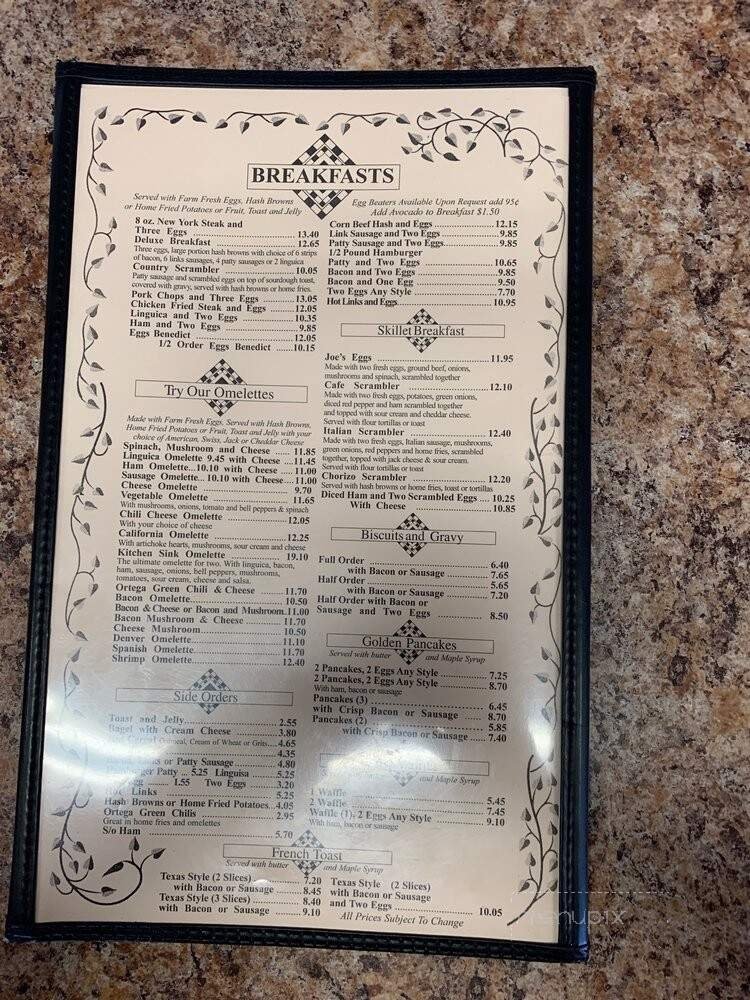 BREAKFASTS
Served with Farm Fresh Eggs, Hash Browns
or Home Fried Potatoes or Fruit, Toast and Jelly
Egg Beaters Available Upon Request add 95¢
Add Avocado to Breakfast $1.50
8 oz. New York Steak and
Three Eggs 13.40
Deluxe Breakfast 12.65
Three eggs, large portion hash browns with choice of 6 strips
of bacon, 6 links sausages, 4 patty sausages or 2 linguica
Country Scrambler 10.05
Patty sausage and scrambled eggs on top of sourdough toast,
covered with gravy, served with hash browns or home fries.
Pork Chops and Three Eggs 13.05
Chicken Fried Steak and Eggs 12.05
Linguica and Two Eggs 10.35
Ham and Two Eggs 9.85
Eggs Benedict 12.05
1/2 Order Eggs Benedict 10.15
Try Our Omelettes
Made with Farm Fresh Eggs, Served with Hash Browns,
Home Fried Potatoes or Fruit, Toast and Jelly with your
choice of American, Swiss, Jack or Cheddar Cheese
Spinach, Mushroom and Cheese 11.85
Linguica Omelette 9.45 with Cheese 11.45
Ham Omelette...10.10 with Cheese 11.00
Sausage Omelette...10.10 with Cheese 11.00
Cheese Omelette 9.70
Vegetable Omelette 11.65
With mushrooms, onions, tomato and bell peppers & spinach
Chili Cheese Omelette 12.05
With your choice of cheese
California Omelette 12.25
With artichoke hearts, mushrooms, sour cream and cheese
Kitchen Sink Omelette 19.10
The ultimate omelette for two. With linguica, bacon,
ham, sausage, onions, bell peppers, mushrooms,
tomatoes, sour cream, cheese and salsa.
Ortega Green Chili & Cheese 11.70
Bacon Omelette 10.50
Bacon & Cheese or Bacon and Mushroom..11.00
Bacon Mushroom & Cheese 11.70
Cheese Mushroom 10.50
Denver Omelette 11.10
Spanish Omelette 11.70
Shrimp Omelette 12.40
Side Orders
Toast and Jelly 2.55
Bagel with Cream Cheese 3.80
Cereal Oatmeal, Cream of Wheat or Grits 4.65
4.35
or Patty Sausage 4.80
Patty .. 5.25 Linguisa 5.25
1.55 Two Eggs 3.20
Hot Links 5.25
Hash Browns or Home Fried Potatoes 4.05
Ortega Green Chilis 2.95
Great in home fries and omelettes
S/o Ham 5.70
Corn Beef Hash and Eggs 12.15
Link Sausage and Two Eggs 9.85
Patty Sausage and Two Eggs 9.85
1/2 Pound Hamburger
Patty and Two Eggs 10.65
Bacon and Two Eggs 9.85
Bacon and One Egg 9.50
Two Eggs Any Style 7.70
Hot Links and Eggs 10.95
Skillet Breakfast
Joe's Eggs 11.95
Made with two fresh eggs, ground beef, onions,
mushrooms and spinach, scrambled together
Cafe Scrambler 12.10
Made with two fresh eggs, potatoes, green onions,
diced red pepper and ham scrambled together
and topped with sour cream and cheddar cheese.
Served with flour tortillas or toast
Italian Scrambler 12.40
Made with two fresh eggs, Italian sausage, mushrooms,
green onions, red peppers and home fries, scrambled
together, topped with jack cheese & sour cream.
Served with flour tortillas or toast
Chorizo Scrambler 12.20
Served with hash browns or home fries, toast or tortillas
Diced Ham and Two Scrambled Eggs 10.25
With Cheese 10.85
Biscuits and Gravy
Full Order 6.40
with Bacon or Sausage 7.65
Half Order 5.65
with Bacon or Sausage 7.20
Half Order with Bacon or
Sausage and Two Eggs 8.50
Golden Pancakes
Served with butter and Maple Syrup
2 Pancakes, 2 Eggs Any Style 7.25
2 Pancakes, 2 Eggs Any Style 8.70
With ham, bacon or sausage
Pancakes (3) 6.45
with Crisp Bacon or Sausage 8.70
Pancakes (2) 5.85
with Crisp Bacon or Sausage 7.40
and Maple Syrup
1 Waffle 5.45
2 Waffle 7.45
Waffle (1), 2 Eggs Any Style 9.10
With ham, bacon or sausage
French Toast
Served with butter and Maple Syrup
Texas Style (2 Slices) 7.20
with Bacon or Sausage 8.45
Texas Style (3 Slices) 8.40
with Bacon or Sausage 9.10
Texas Style (2 Slices)
with Bacon or Sausage
and Two Eggs 10.05
All Prices Subject To Change
menupix